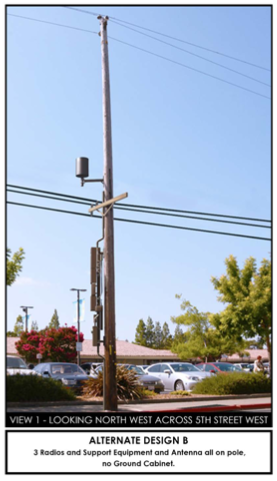 VIEW 1 - LOOKING NORTH WEST ACROSS 5TH STREET WEST
ALTERNATE DESIGN B
3 Radios and Support Equipment and Antenna all on pole,
no Ground Cabinet.